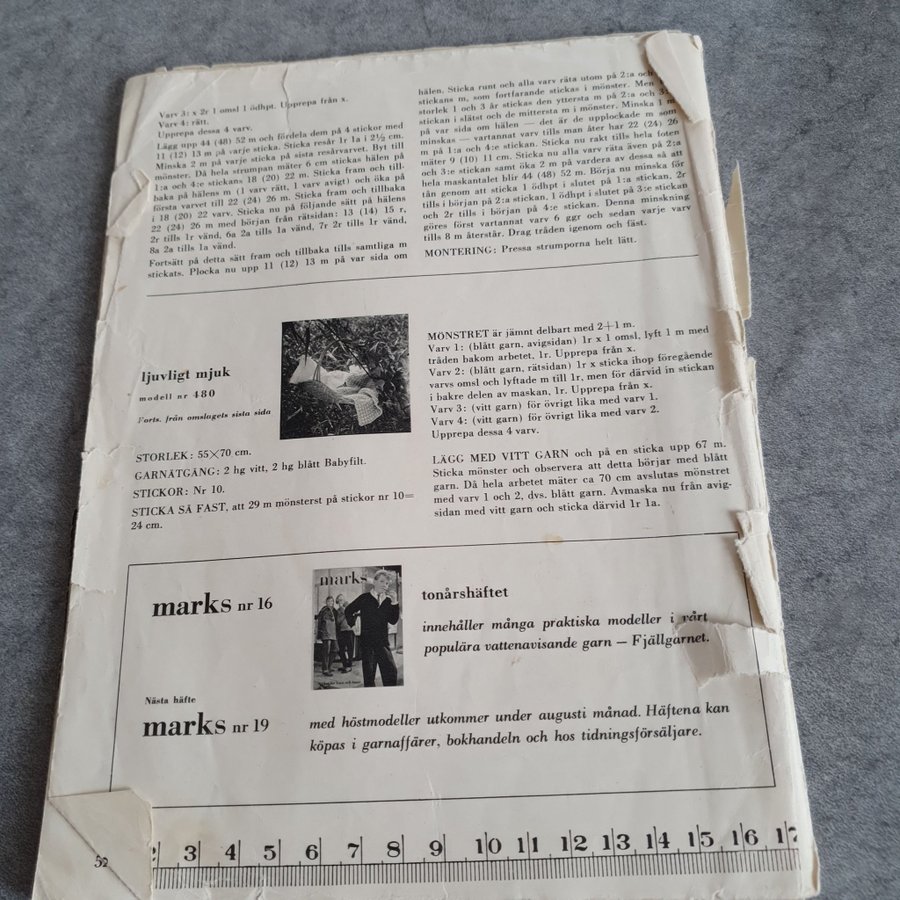 Varv 3: x 2r 1 omsl 1 ödhpt. Upprepa från x.
Varv 4: rätt.
Upprepa dessa 4 varv.
Lägg upp 44 (48) 52 m och fördela dem på 4 stickor med
11 (12) 13 m på varje sticka. Sticka resår 1r 1a i 2½ cm.
Minska 2 m på varje sticka på sista resårvarvet. Byt till
mönster. Då hela strumpan mäter 6 cm stickas hälen på
1:a och 4:e stickans 18 (20) 22 m. Sticka fram och till-
baka på hälens m (1 varv rätt, 1 varv avigt) och öka på
första varvet till 22 (24) 26 m. Sticka fram och tillbaka
i 18 (20) 22 varv. Sticka nu på följande sätt på hälens
22 (24) 26 m med början från rätsidan: 13 (14) 15 r,
2r tills 1r vänd, 6a 2a tills 1a vänd, 7r 2r tills 1r vänd,
8a 2a tills 1a vänd.
Fortsätt på detta sätt fram och tillbaka tills samtliga m
stickats. Plocka nu upp 11 (12) 13 m på var sida om
hälen. Sticka runt och alla varv räta utom på 2:a och
stickans m, som fortfarande stickas i mönster. Men
storlek 1 och 3 år stickas den yttersta m på 2:a och 3:
stickan i slätst och de mittersta m i mönster. Minska 1 m
på var sida om hälen — det är de upplockade m som
minskas — vartannat varv tills man åter har 22 (24) 26
m på 1:a och 4:e stickan. Sticka nu rakt tills hela foten
mäter 9 (10) 11 cm. Sticka nu alla varv räta även på 2:a
och 3:e stickan samt öka 2 m på vardera av dessa så att
hela maskantalet blir 44 (48) 52 m. Börja nu minska för
tån genom att sticka 1 ödhpt i slutet på 1:a stickan, 2r
tills i början på 2:a stickan, 1 ödhpt i slutet på 3:e stickan
och 2r tills i början på 4:e stickan. Denna minskning
göres först vartannat varv 6 ggr och sedan varje varv
tills 8 m återstår. Drag tråden igenom och fäst.
MONTERING: Pressa strumporna helt lätt.
ljuvligt mjuk
modell nr 480
Forts. från omslagets sista sida
STORLEK: 55×70 cm.
GARNÅTGÅNG: 2 hg vitt, 2 hg blått Babyfilt.
STICKOR: Nr 10.
STICKA SÅ FAST, att 29 m mönsterst på stickor nr 10=
24 cm.
MÖNSTRET är jämnt delbart med 2+1 m.
Varv 1: (blått garn, avigsidan) 1r x 1 omsl, lyft 1 m med
tråden bakom arbetet, 1r. Upprepa från x.
Varv 2: (blått garn, rätsidan) 1r x sticka ihop föregående
varvs omsl och lyftade m till 1r, men för därvid in stickan
i bakre delen av maskan, 1r. Upprepa från x.
Varv 3: (vitt garn) för övrigt lika med varv 1.
Varv 4: (vitt garn) för övrigt lika med varv 2.
Upprepa dessa 4 varv.
LÄGG MED VITT GARN och på en sticka upp 67 m.
Sticka mönster och observera att detta börjar med blått
garn. Då hela arbetet mäter ca 70 cm avslutas mönstret
med varv 1 och 2, dvs. blått garn. Avmaska nu från avig-
sidan med vitt garn och sticka därvid 1r 1a.
marks nr 16
marks
tonårshäftet
innehåller många praktiska modeller i vårt
populära vattenavisande garn — Fjällgarnet.
Nästa häfte
marks nr 19
med höstmodeller utkommer under augusti månad. Häftena kan
köpas i garnaffärer, bokhandeln och hos tidningsförsäljare.
52
3 4 5 6 7 8 9 10 11 12 13 14 15 16 17